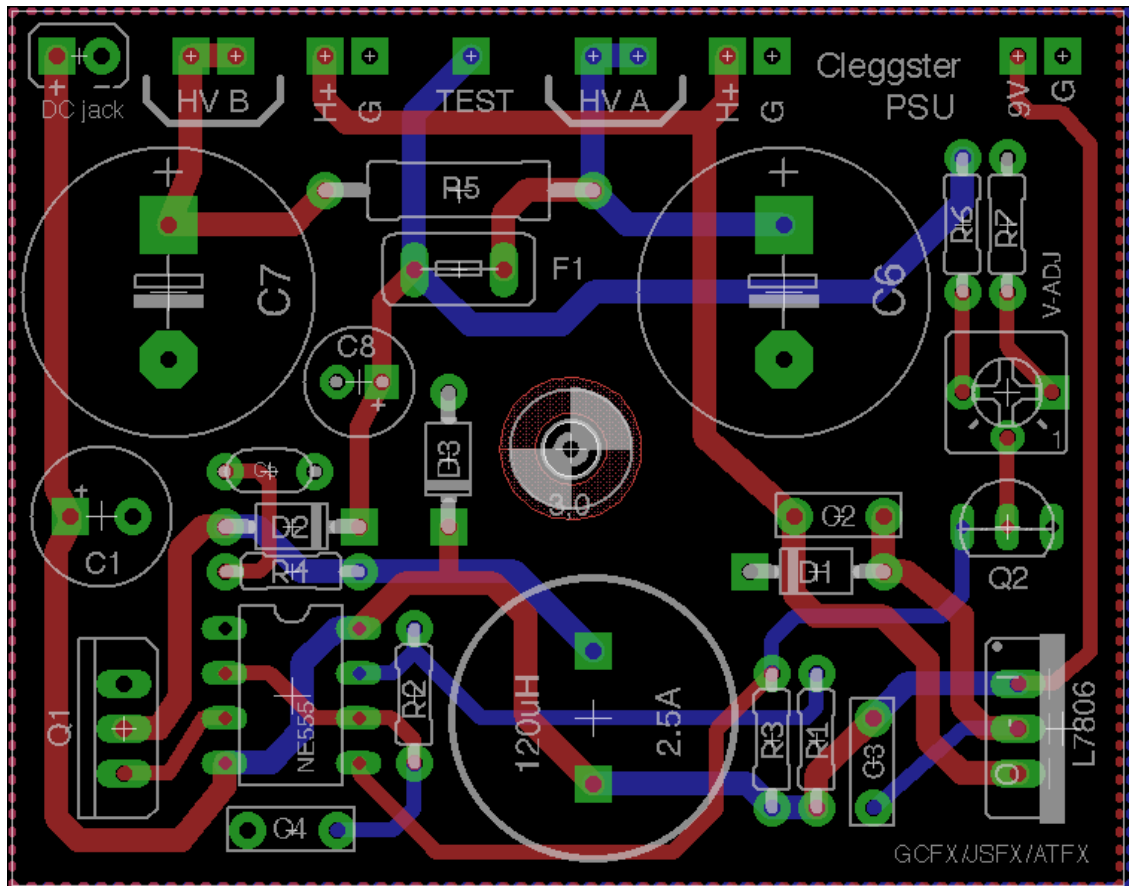 + -
DC jack
HV B
H+
G
TEST
HV A
H+
G
Cleggster
PSU
9V
G
R5
F1
C7
C6
R6
R7
V-ADJ
C8
+
D3
3,0
1
+
C1
D2
R4
C2
D1
Q2
Q1
NE555
R2
120uH
2.5A
R3
R1
C3
I
-
O
L7806
C4
GCFX/JSFX/ATFX